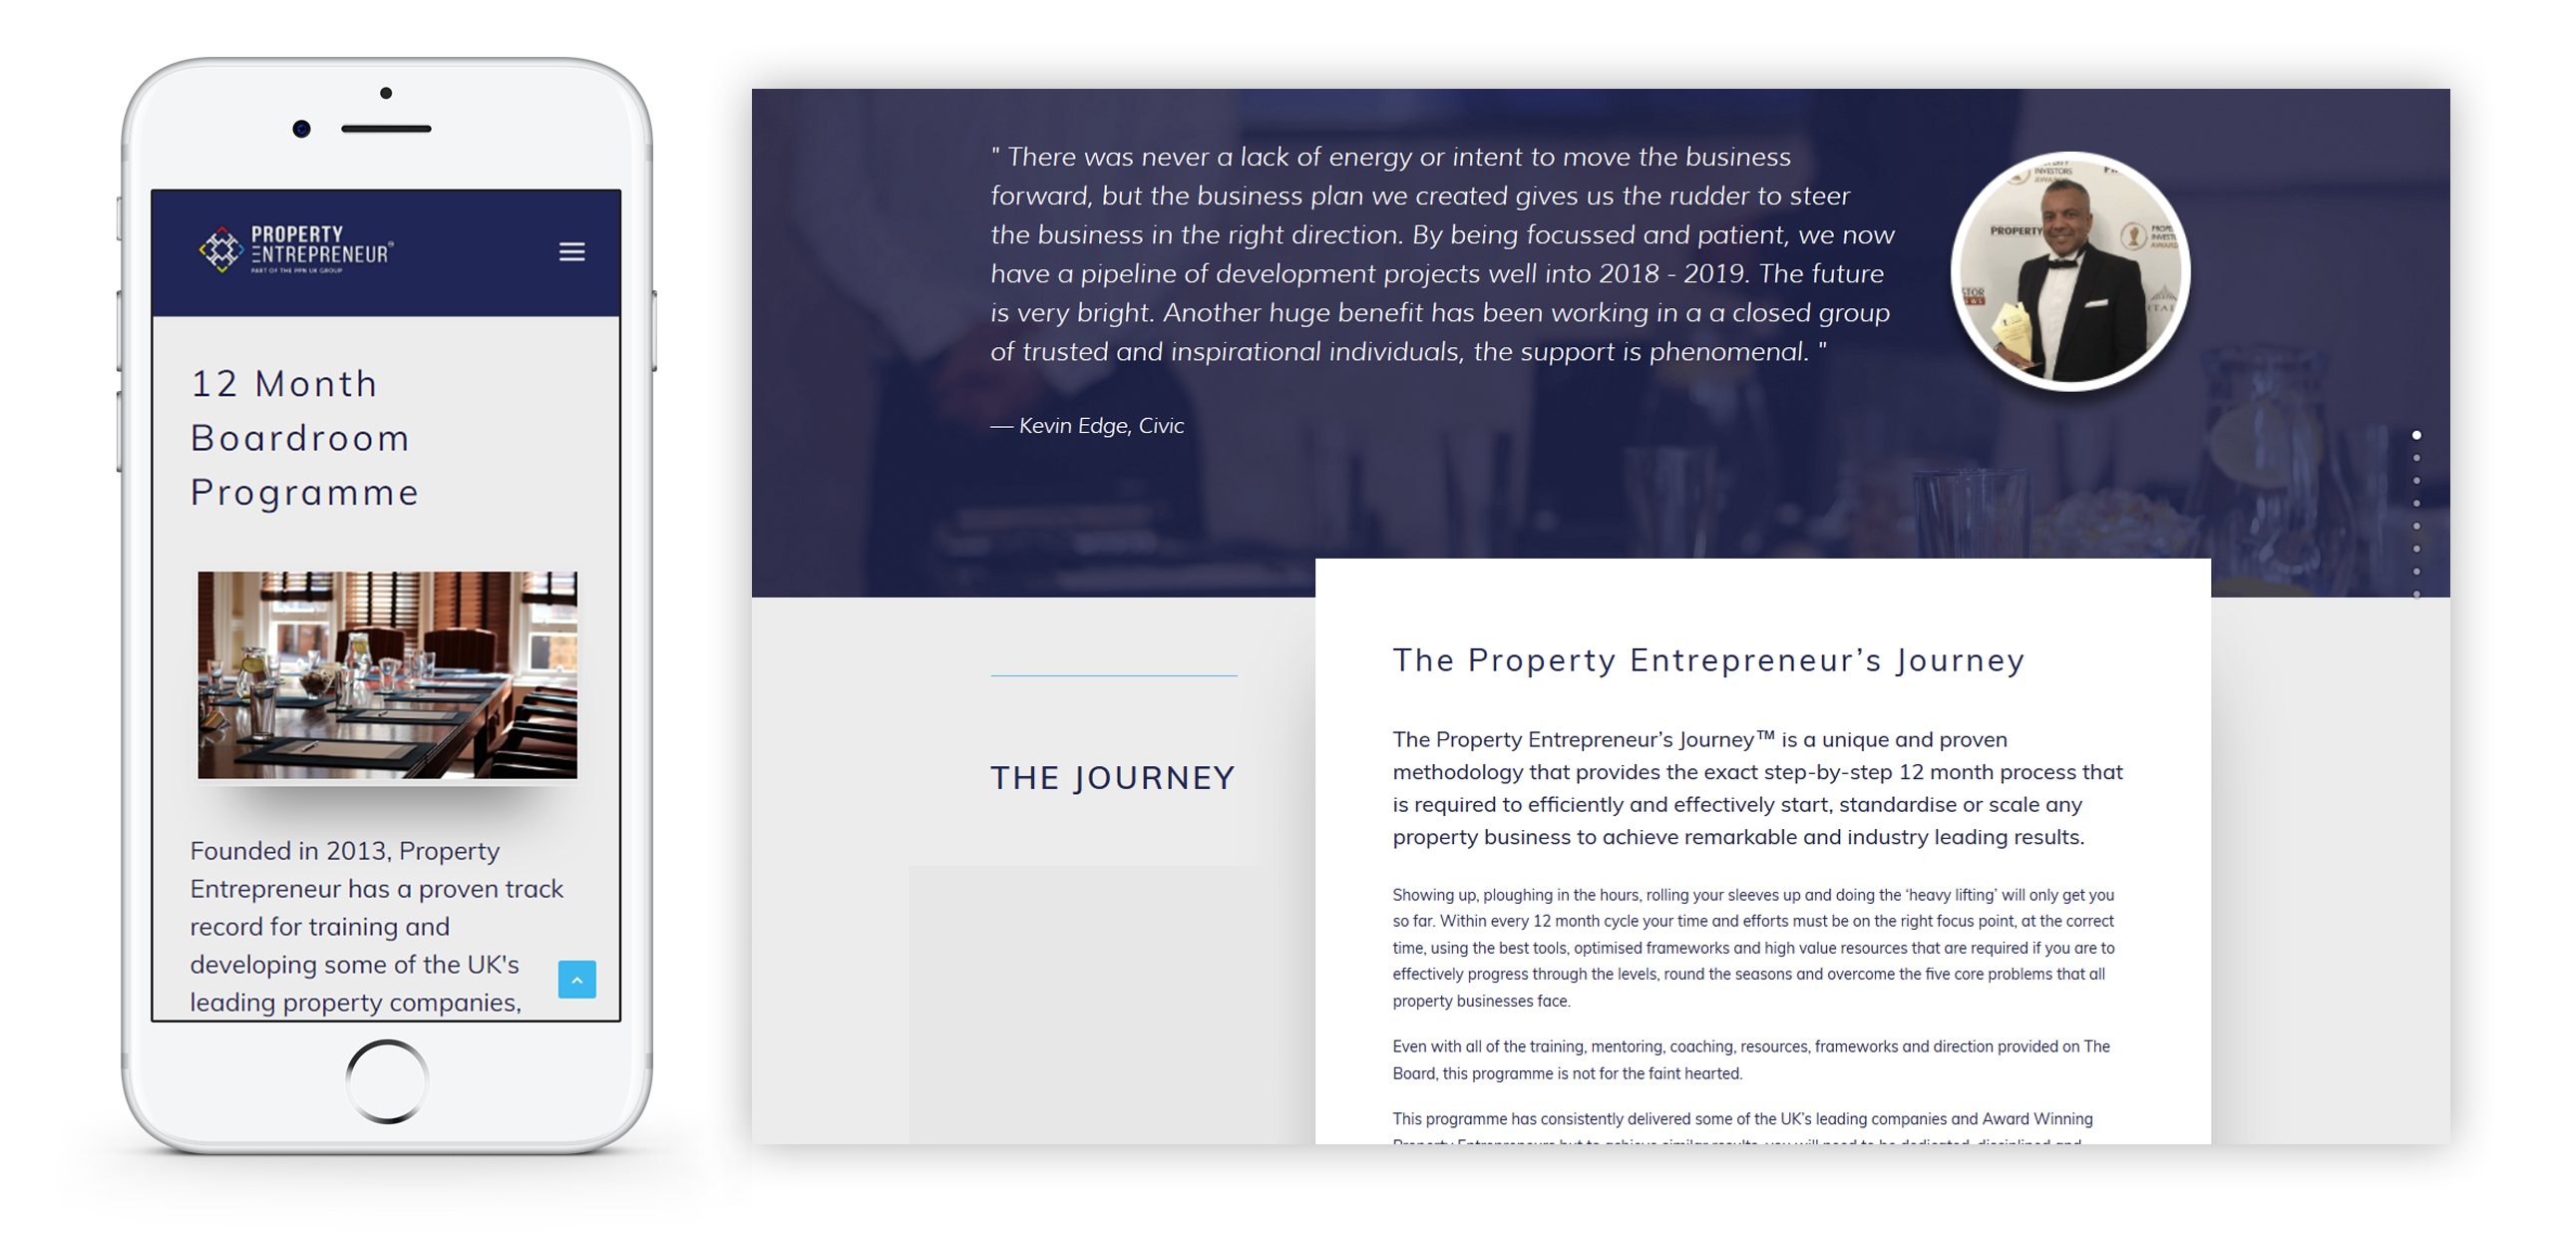 PROPERTY
ENTREPRENEUR®
PART OF THE PPN UK GROUP
12 Month
Boardroom
Programme
Founded in 2013, Property
Entrepreneur has a proven track
record for training and
developing some of the UK's
leading property companies,
" There was never a lack of energy or intent to move the business
forward, but the business plan we created gives us the rudder to steer
the business in the right direction. By being focussed and patient, we now
have a pipeline of development projects well into 2018 - 2019. The future
is very bright. Another huge benefit has been working in a a closed group
of trusted and inspirational individuals, the support is phenomenal. "
— Kevin Edge, Civic
INVESTORS
PROPERTY
THE JOURNEY
The Property Entrepreneur’s Journey
The Property Entrepreneur’s Journey™ is a unique and proven
methodology that provides the exact step-by-step 12 month process that
is required to efficiently and effectively start, standardise or scale any
property business to achieve remarkable and industry leading results.
Showing up, ploughing in the hours, rolling your sleeves up and doing the ‘heavy lifting’ will only get you
so far. Within every 12 month cycle your time and efforts must be on the right focus point, at the correct
time, using the best tools, optimised frameworks and high value resources that are required if you are to
effectively progress through the levels, round the seasons and overcome the five core problems that all
property businesses face.
Even with all of the training, mentoring, coaching, resources, frameworks and direction provided on The
Board, this programme is not for the faint hearted.
This programme has consistently delivered some of the UK’s leading companies and Award Winning